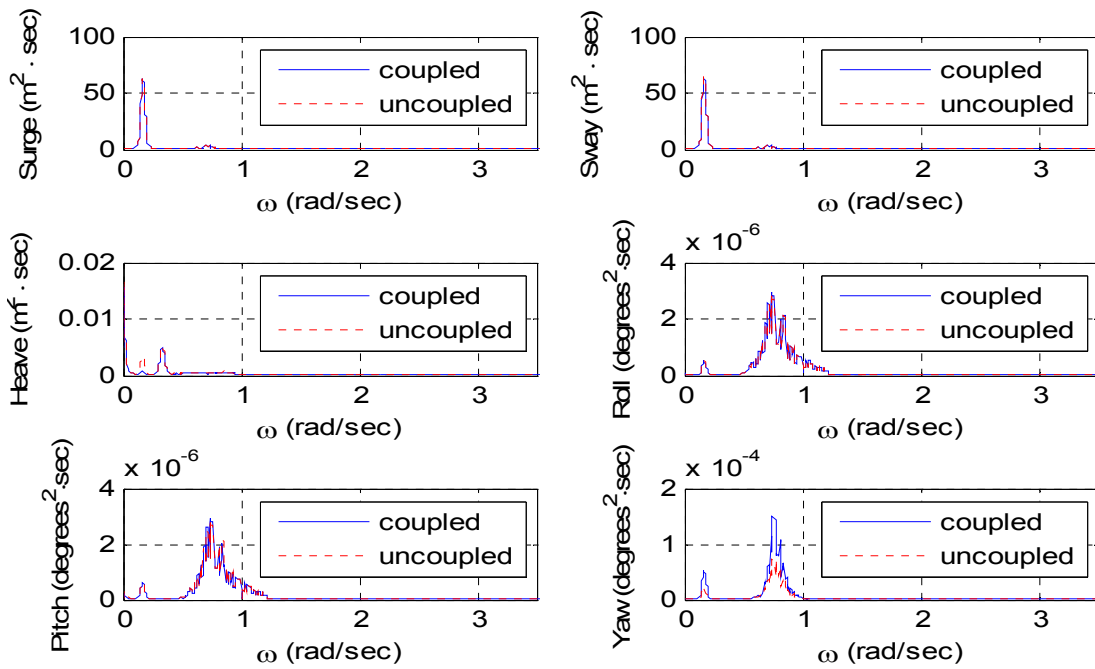 Surge (m² · sec)
100
50
0
coupled
uncoupled
0 1 2 3
ω (rad/sec)
Sway (m² · sec)
100
50
0
coupled
uncoupled
0 1 2 3
ω (rad/sec)
Heave (m² · sec)
0.02
0.01
0
coupled
uncoupled
0 1 2 3
ω (rad/sec)
Roll (degrees²·sec)
x 10⁻⁶
4
2
0
coupled
uncoupled
0 1 2 3
ω (rad/sec)
Pitch (degrees²·sec)
x 10⁻⁶
4
2
0
coupled
uncoupled
0 1 2 3
ω (rad/sec)
Yaw (degrees²·sec)
x 10⁻⁴
2
1
0
coupled
uncoupled
0 1 2 3
ω (rad/sec)